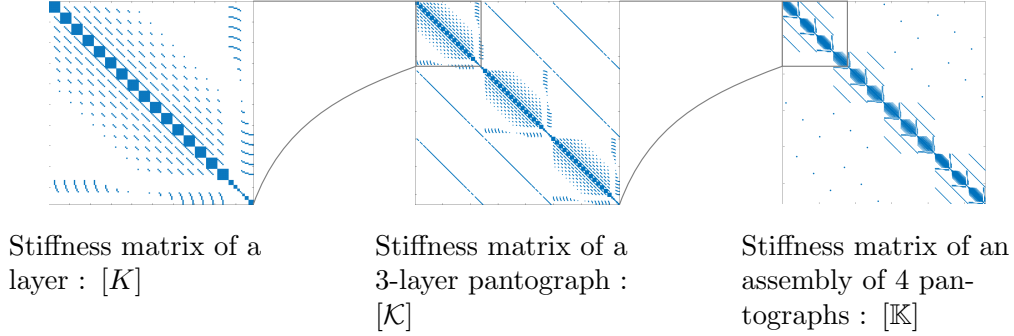 Stiffness matrix of a
layer : [K]
Stiffness matrix of a
3-layer pantograph :
[𝒦]
Stiffness matrix of an
assembly of 4 pan-
tographs : [𝕂]